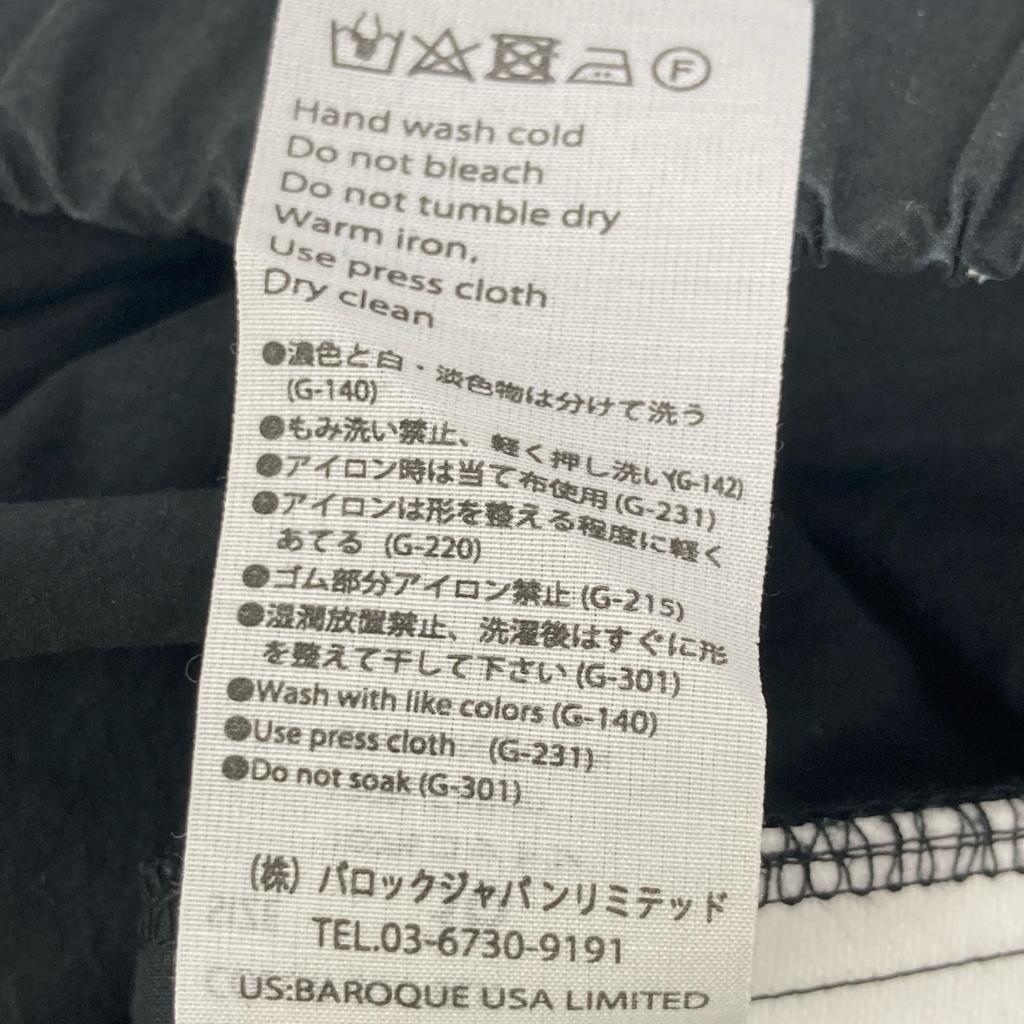 F
Hand wash cold
Do not bleach
Do not tumble dry
Warm iron,
Use press cloth
Dry clean
●濃色と白・淡色物は分けて洗う
(G-140)
●もみ洗い禁止、軽く押し洗い(G-142)
●アイロン時は当て布使用(G-231)
●アイロンは形を整える程度に軽く
あてる (G-220)
●ゴム部分アイロン禁止(G-215)
●湿潤放置禁止、洗濯後はすぐに形
を整えて干して下さい(G-301)
●Wash with like colors (G-140)
●Use press cloth (G-231)
●Do not soak (G-301)
(株) バロックジャパンリミテッド
TEL.03-6730-9191
US:BAROQUE USA LIMITED